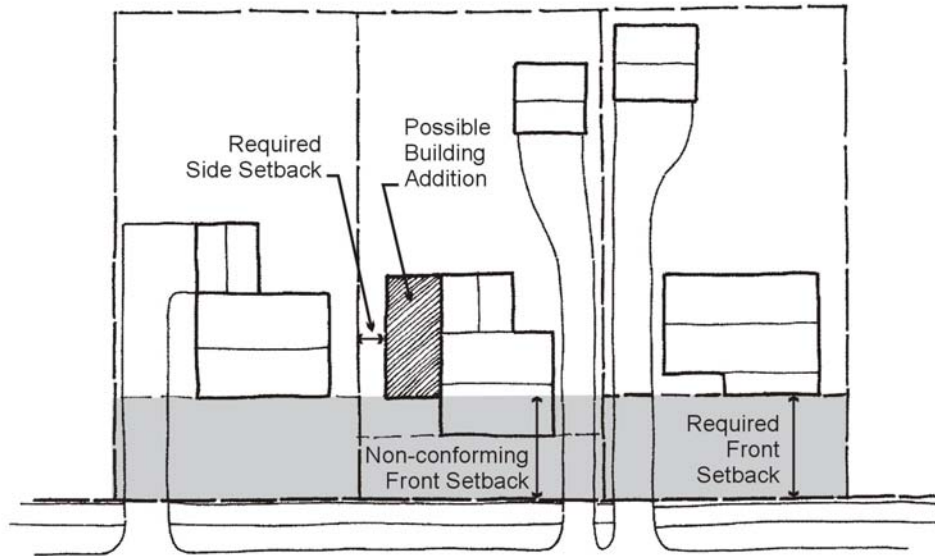 Required
Side Setback
Possible
Building
Addition
Non-conforming
Front Setback
Required
Front
Setback